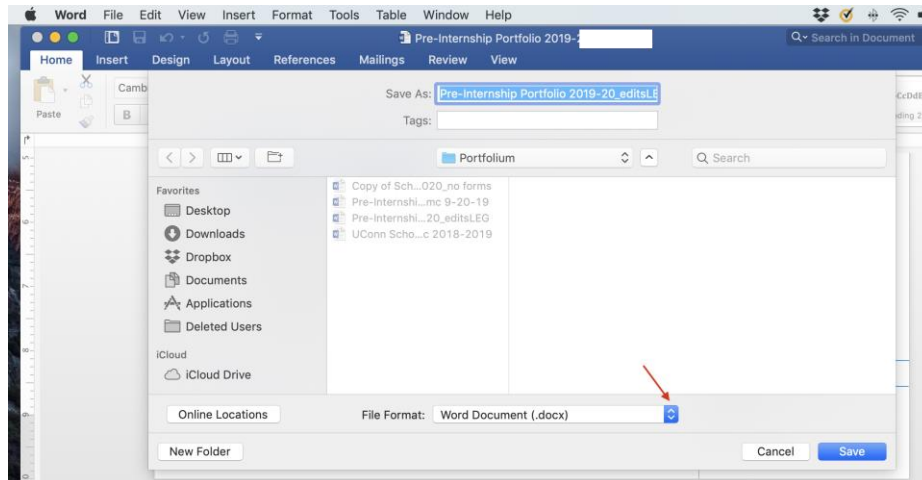 Word File Edit View Insert Format Tools Table Window Help
Pre-Internship Portfolio 2019-
Search in Document
Home Insert Design Layout References Mailings Review View
Paste
Camb
B
Save As: Pre-Internship Portfolio 2019-20_editsLE
Tags:
Portfolium
Search
Favorites
Desktop
Downloads
Dropbox
Documents
Applications
Deleted Users
iCloud
iCloud Drive
Copy of Sch...020_no forms
Pre-Internshi...mc 9-20-19
Pre-Internshi...20_editsLEG
UConn Scho...c 2018-2019
Online Locations
File Format: Word Document (.docx)
New Folder
Cancel Save